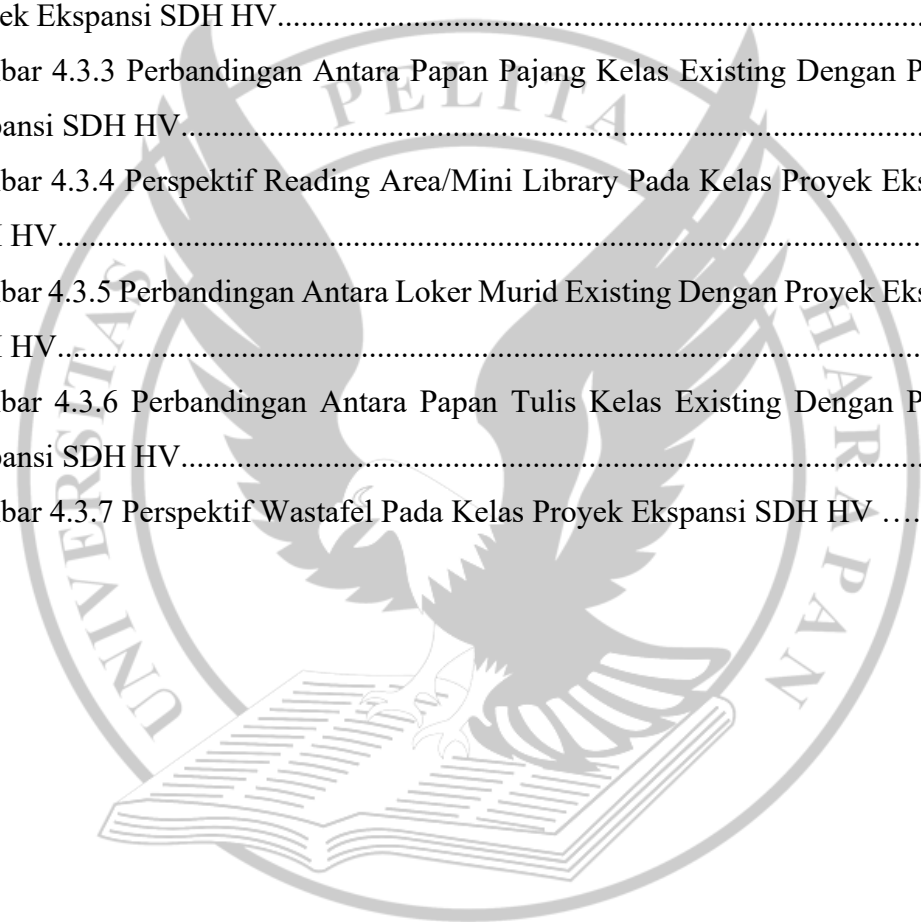 ek Ekspansi SDH HV..........................................................................................
bar 4.3.3 Perbandingan Antara Papan Pajang Kelas Existing Dengan P
pansi SDH HV..........................................................................................
bar 4.3.4 Perspektif Reading Area/Mini Library Pada Kelas Proyek Eks
HV..........................................................................................
bar 4.3.5 Perbandingan Antara Loker Murid Existing Dengan Proyek Eks
HV..........................................................................................
bar 4.3.6 Perbandingan Antara Papan Tulis Kelas Existing Dengan P
pansi SDH HV..........................................................................................
bar 4.3.7 Perspektif Wastafel Pada Kelas Proyek Ekspansi SDH HV ….
UNIVERSITAS PELITA HARAPAN